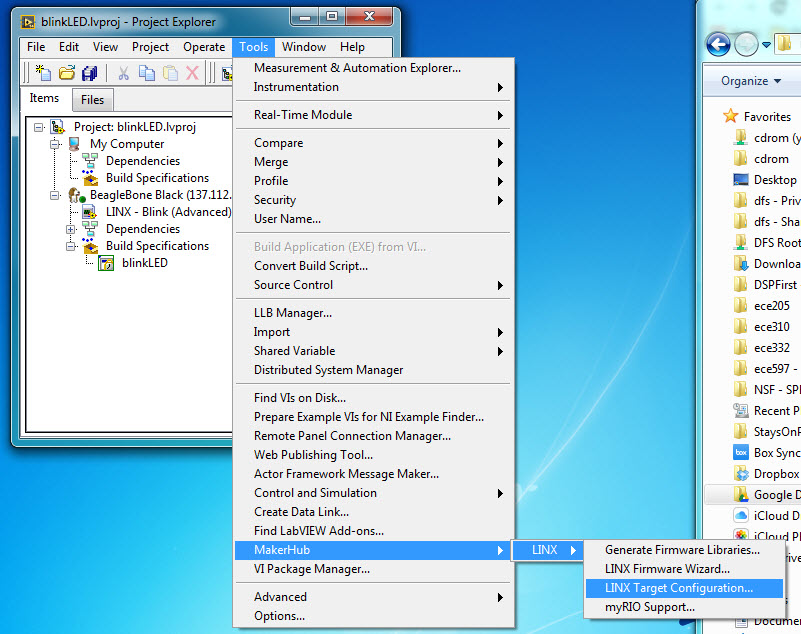 blinkLED.lvproj - Project Explorer
File Edit View Project Operate Tools Window Help
Items Files
Project: blinkLED.lvproj
My Computer
Dependencies
Build Specifications
BeagleBone Black (137.112.
LINX - Blink (Advanced)
Dependencies
Build Specifications
blinkLED
Measurement & Automation Explorer...
Instrumentation
Real-Time Module
Compare
Merge
Profile
Security
User Name...
Build Application (EXE) from VI...
Convert Build Script...
Source Control
LLB Manager...
Import
Shared Variable
Distributed System Manager
Find VIs on Disk...
Prepare Example VIs for NI Example Finder...
Remote Panel Connection Manager...
Web Publishing Tool...
Actor Framework Message Maker...
Control and Simulation
Create Data Link...
Find LabVIEW Add-ons...
MakerHub
VI Package Manager...
Advanced
Options...
LINX
Generate Firmware Libraries...
LINX Firmware Wizard...
LINX Target Configuration...
myRIO Support...
Organize
Favorites
cdrom (y
cdrom
Desktop
dfs - Priv
dfs - Sha
DFS Root
Downloa
DSPFirst
ece205
ece310
ece332
ece597 -
NSF - SPI
Recent P
StaysOnP
Box Sync
Dropbox
Google D
iCloud D
iCloud P
Docume